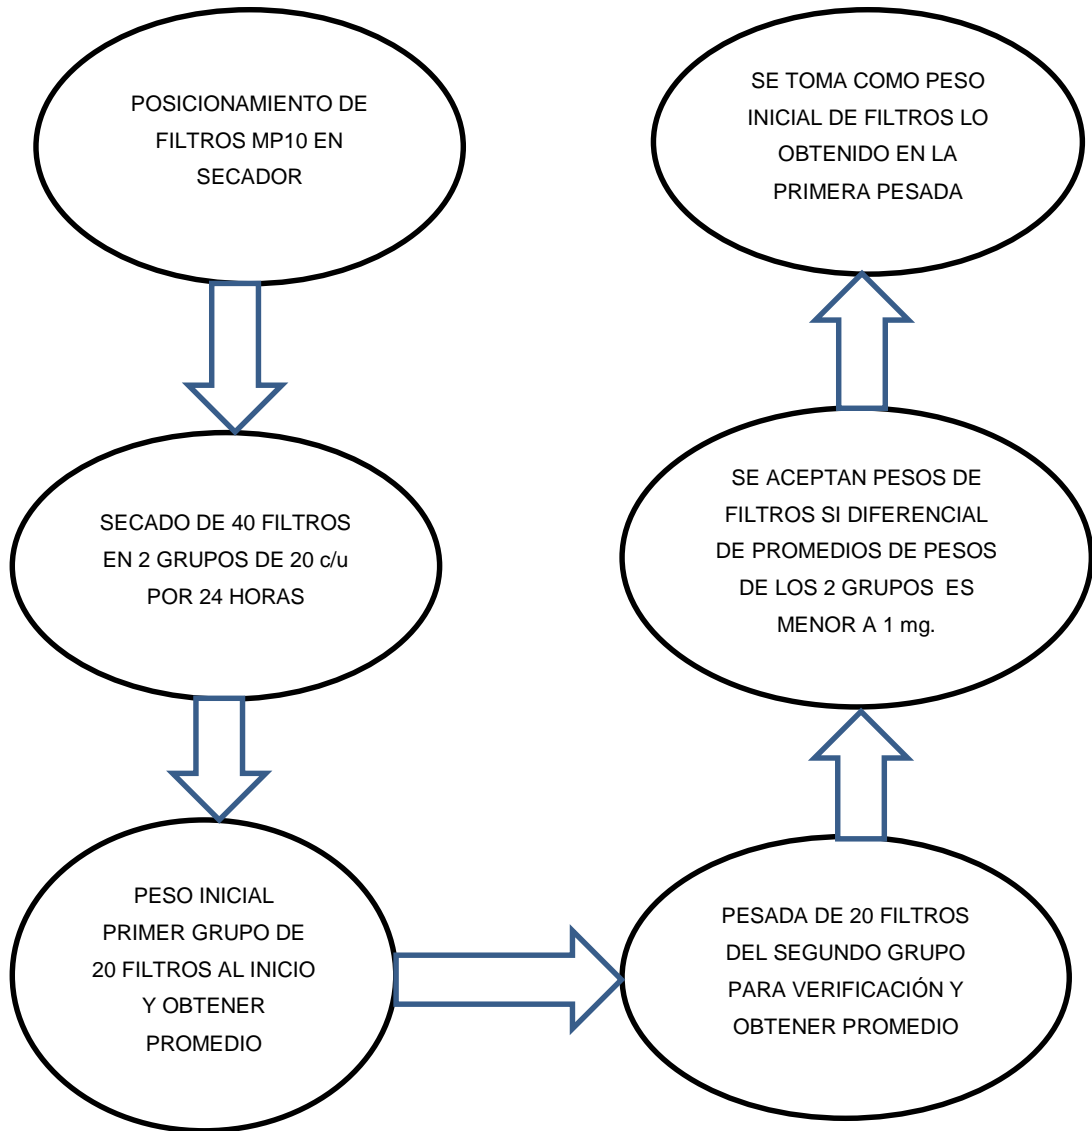 POSICIONAMIENTO DE
FILTROS MP10 EN
SECADOR
SECADO DE 40 FILTROS
EN 2 GRUPOS DE 20 c/u
POR 24 HORAS
PESO INICIAL
PRIMER GRUPO DE
20 FILTROS AL INICIO
Y OBTENER
PROMEDIO
PESADA DE 20 FILTROS
DEL SEGUNDO GRUPO
PARA VERIFICACIÓN Y
OBTENER PROMEDIO
SE ACEPTAN PESOS DE
FILTROS SI DIFERENCIAL
DE PROMEDIOS DE PESOS
DE LOS 2 GRUPOS ES
MENOR A 1 mg.
SE TOMA COMO PESO
INICIAL DE FILTROS LO
OBTENIDO EN LA
PRIMERA PESADA